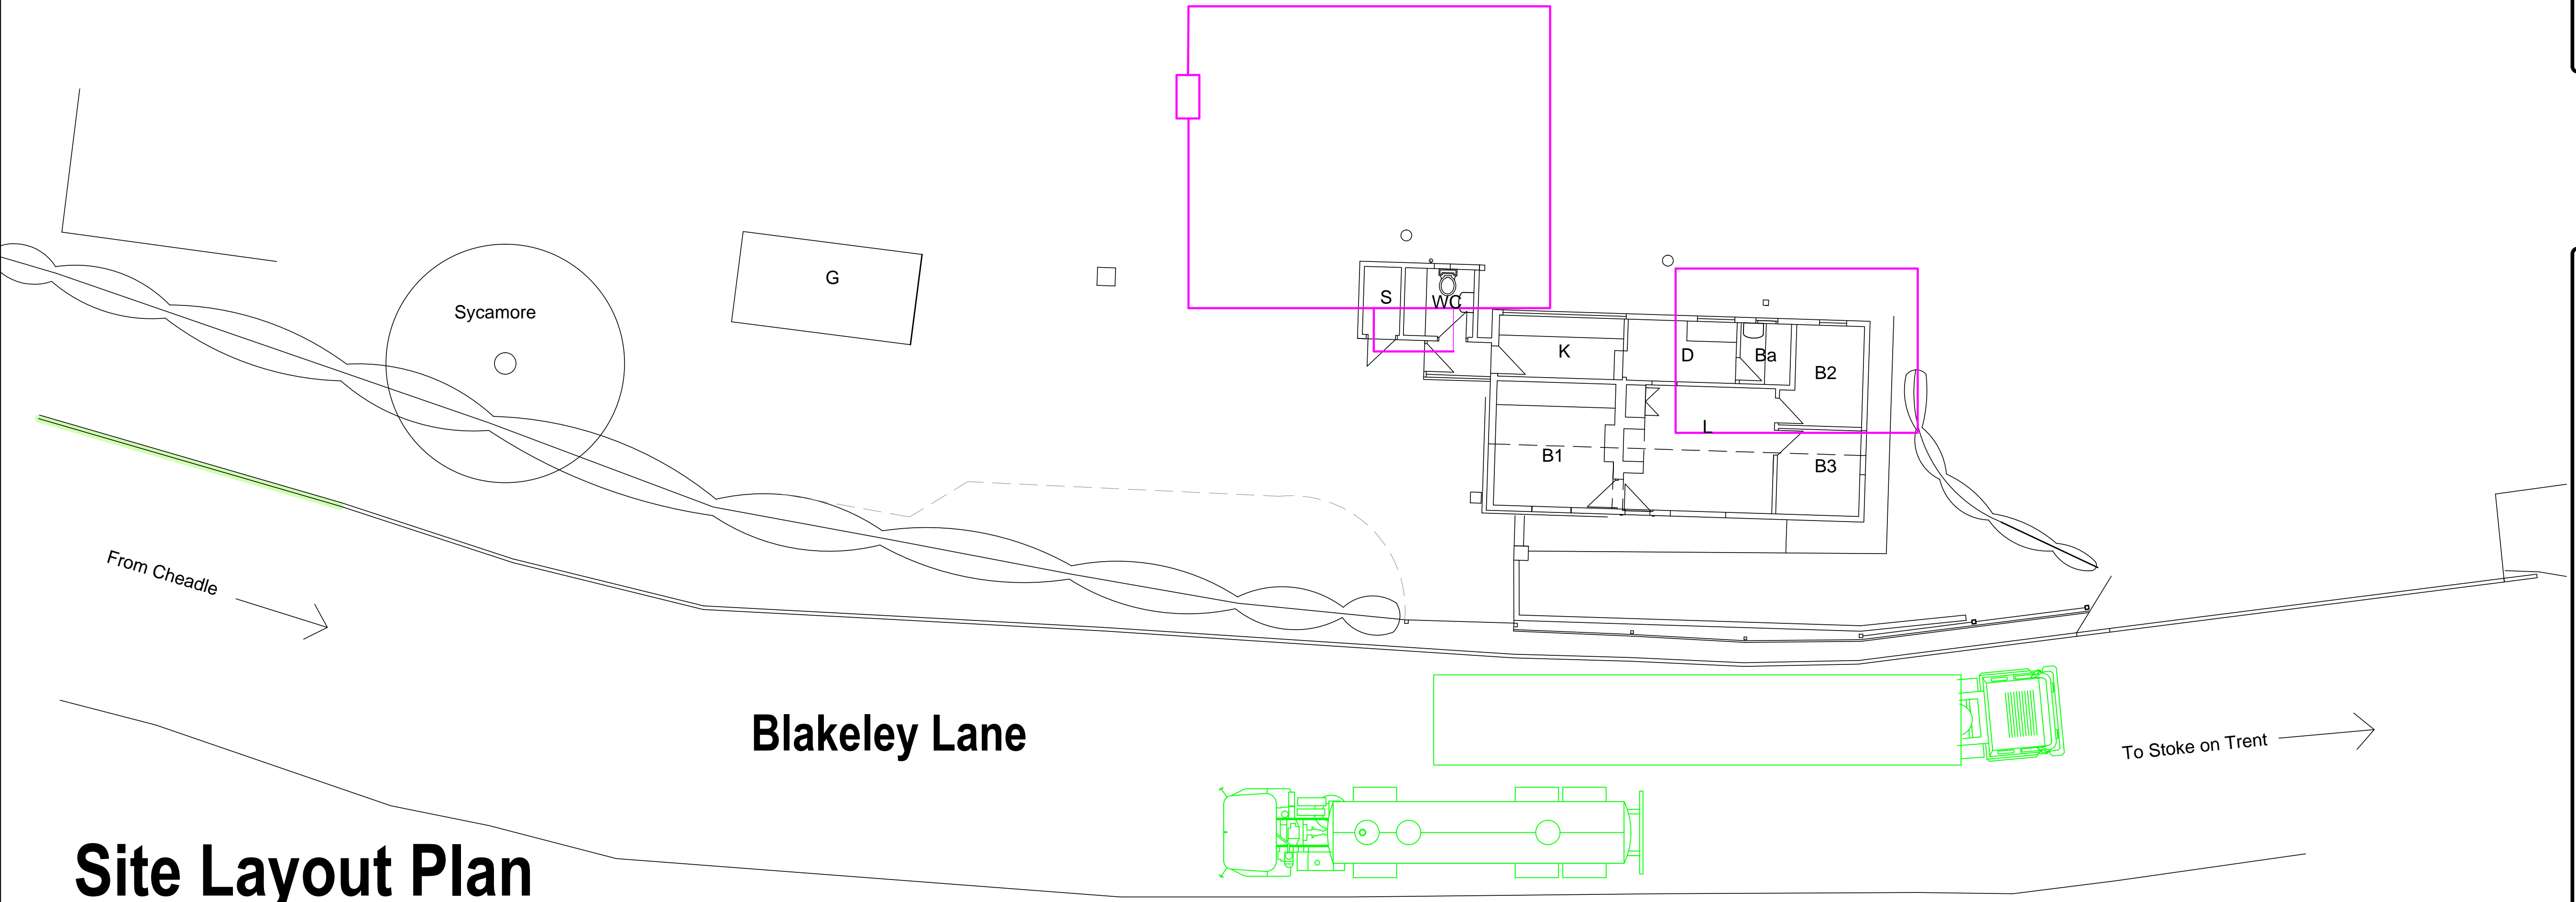 Sycamore
G
S
WC
K
D
Ba
B2
L
B1
B3
From Cheadle
Blakeley Lane
To Stoke on Trent
Site Layout Plan